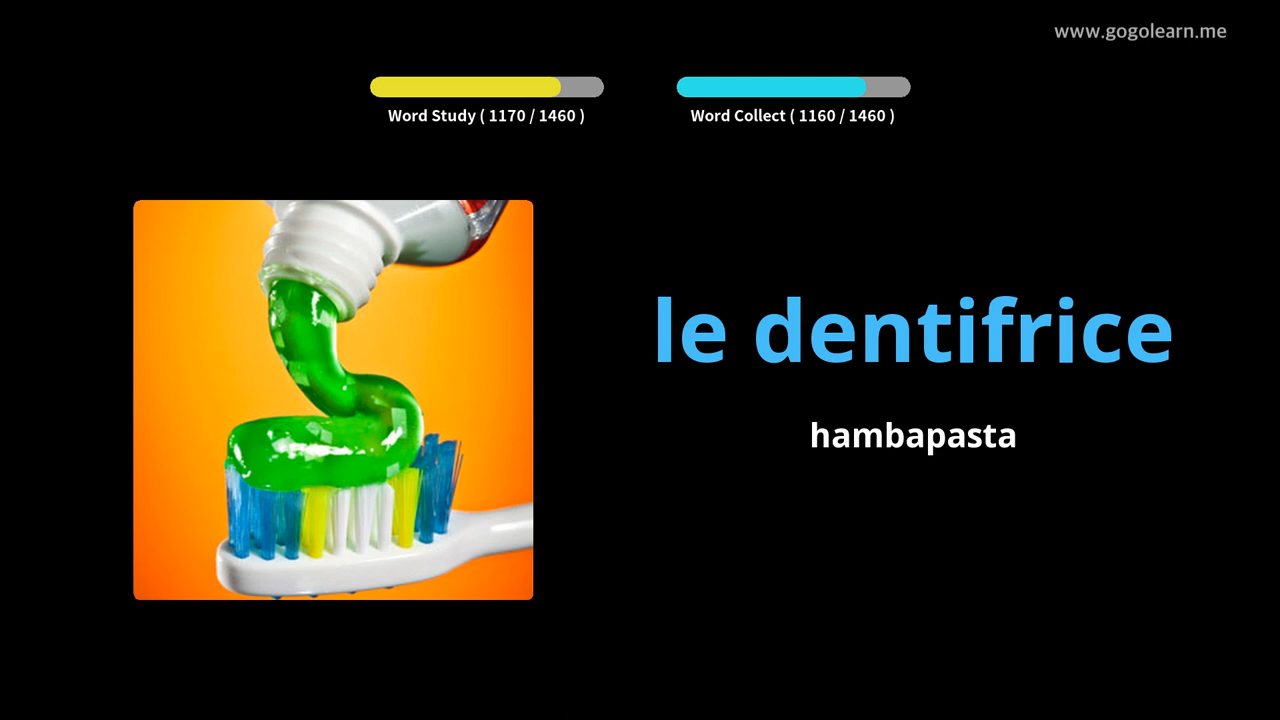 www.gogolearn.me
Word Study ( 1170 / 1460 )
Word Collect ( 1160 / 1460 )
le dentifrice
hambapasta